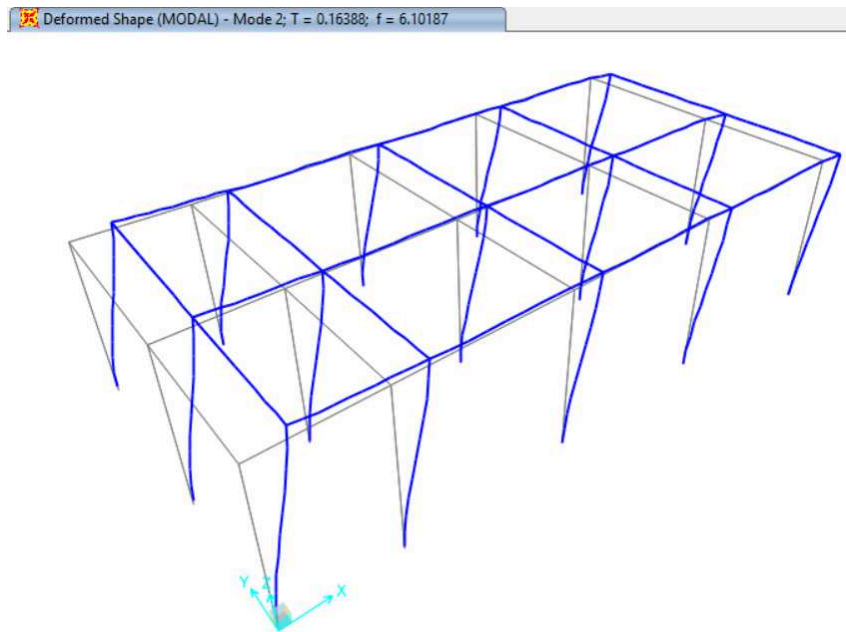 Deformed Shape (MODAL) - Mode 2; T = 0.16388; f = 6.10187
Y
Z
X